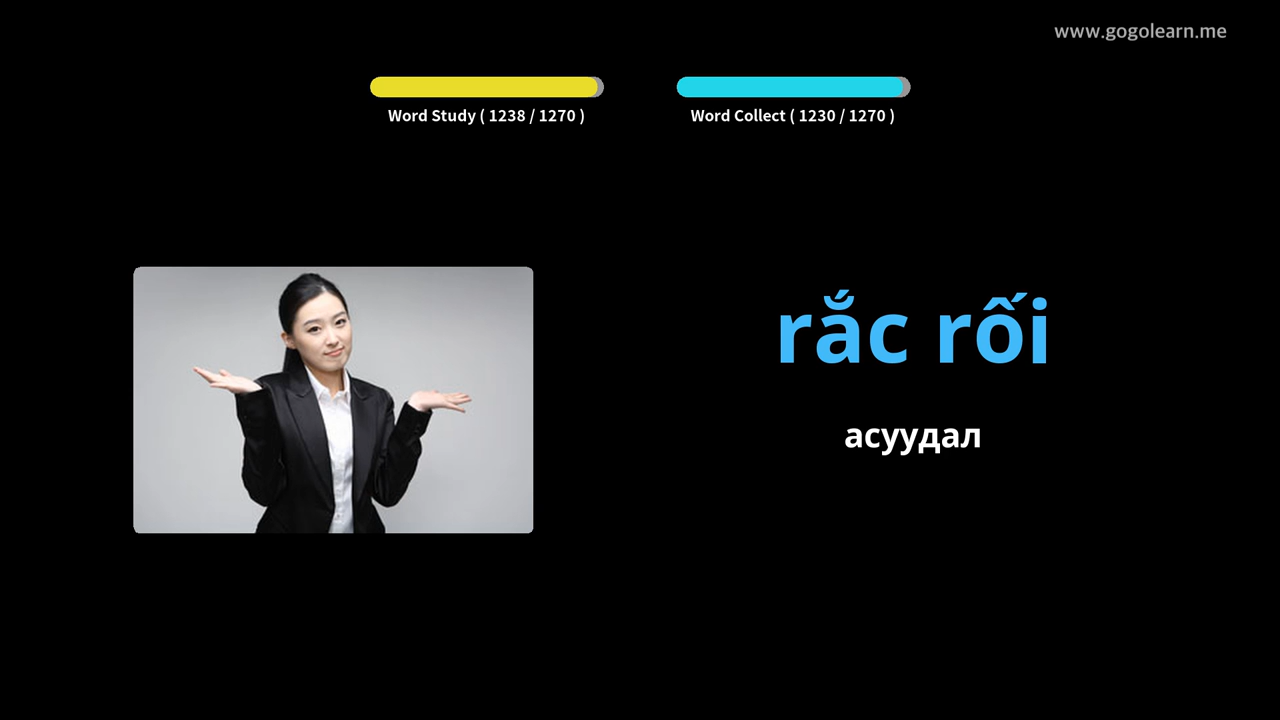 www.gogolearn.me
Word Study ( 1238 / 1270 )
Word Collect ( 1230 / 1270 )
rắc rối
асуудал